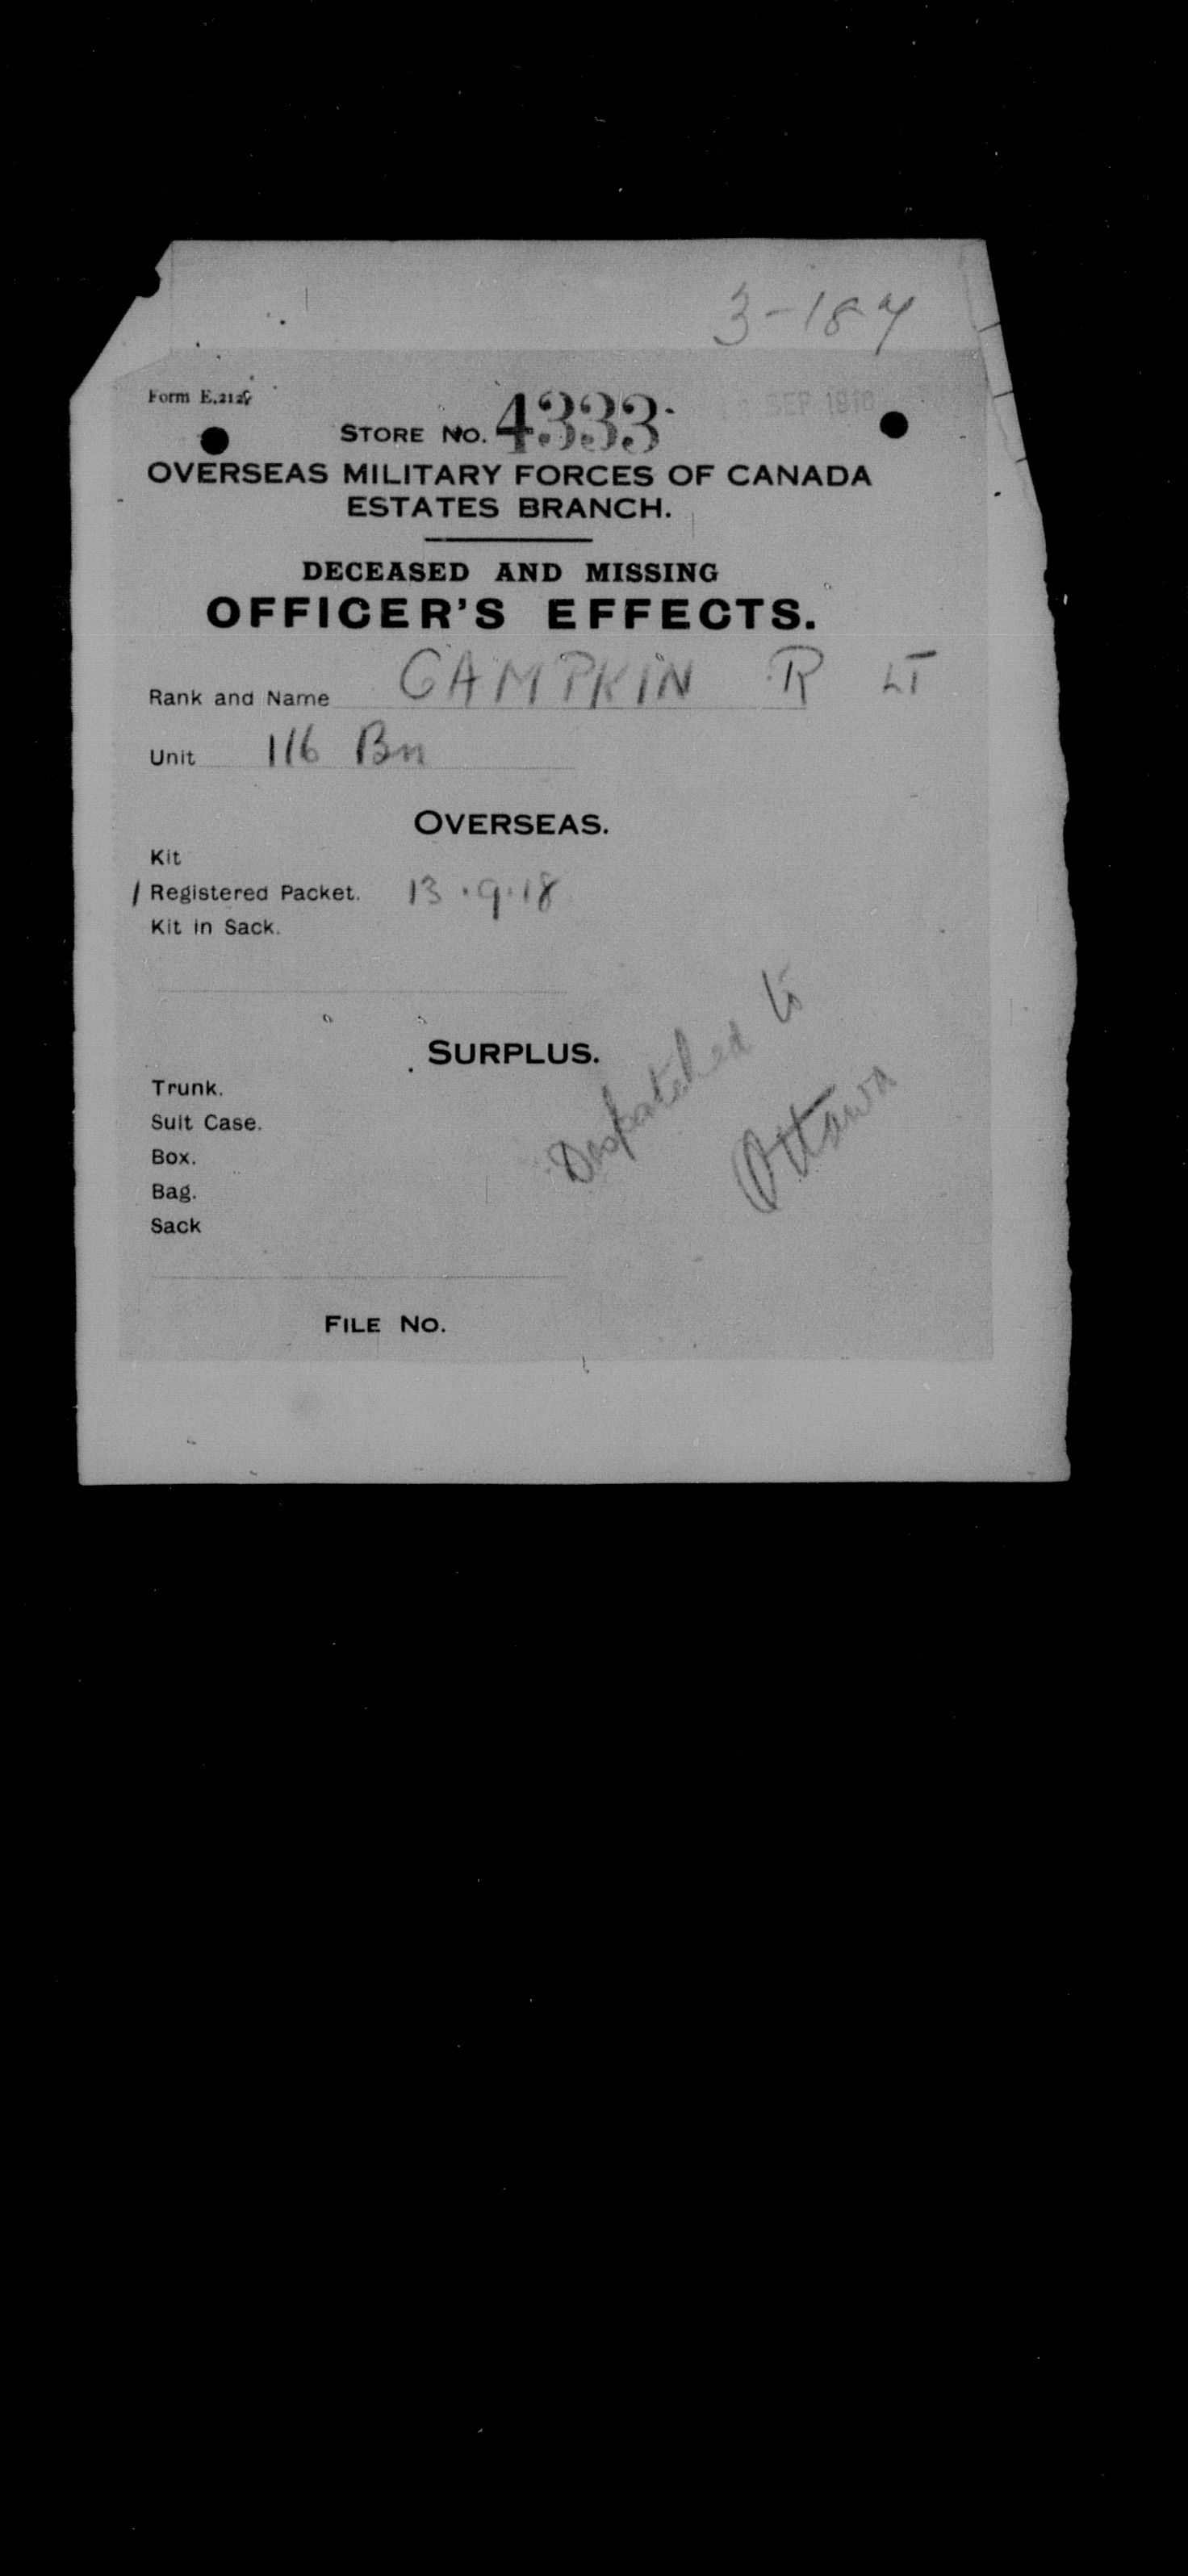 3-187
Form E.212
SEP 1918
STORE NO. 4333
OVERSEAS MILITARY FORCES OF CANADA
ESTATES BRANCH.
DECEASED AND MISSING
OFFICER'S EFFECTS.
Rank and Name CAMPKIN R LT
Unit 116 Bn
OVERSEAS.
Kit
/ Registered Packet. 13.9.18
Kit in Sack.
SURPLUS.
Trunk.
Suit Case.
Box.
Bag.
Sack
Despatched to
Ottawa
FILE NO.